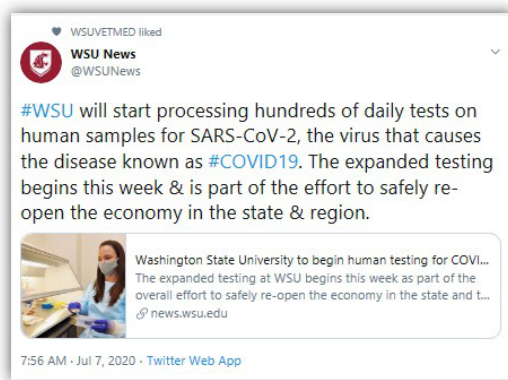 WSUVETMED liked
WSU News
@WSUNews
#WSU will start processing hundreds of daily tests on
human samples for SARS-CoV-2, the virus that causes
the disease known as #COVID19. The expanded testing
begins this week & is part of the effort to safely re-
open the economy in the state & region.
Washington State University to begin human testing for COVI...
The expanded testing at WSU begins this week as part of the
overall effort to safely re-open the economy in the state and t...
news.wsu.edu
7:56 AM · Jul 7, 2020 · Twitter Web App